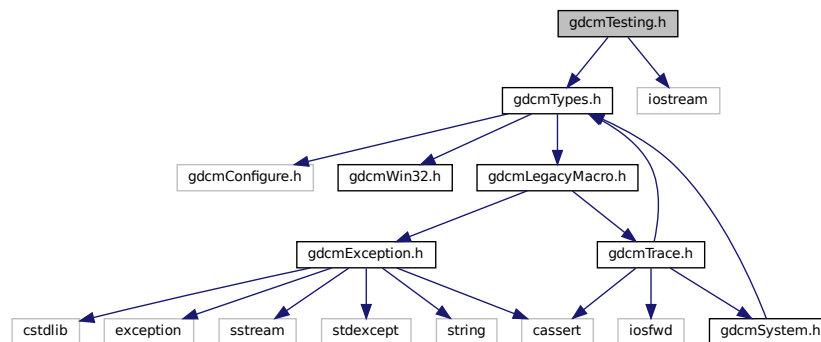 gdcmTesting.h
gdcmTypes.h
iostream
gdcmConfigure.h
gdcmWin32.h
gdcmLegacyMacro.h
gdcmException.h
gdcmTrace.h
cstdlib
exception
sstream
stdexcept
string
cassert
iosfwd
gdcmSystem.h